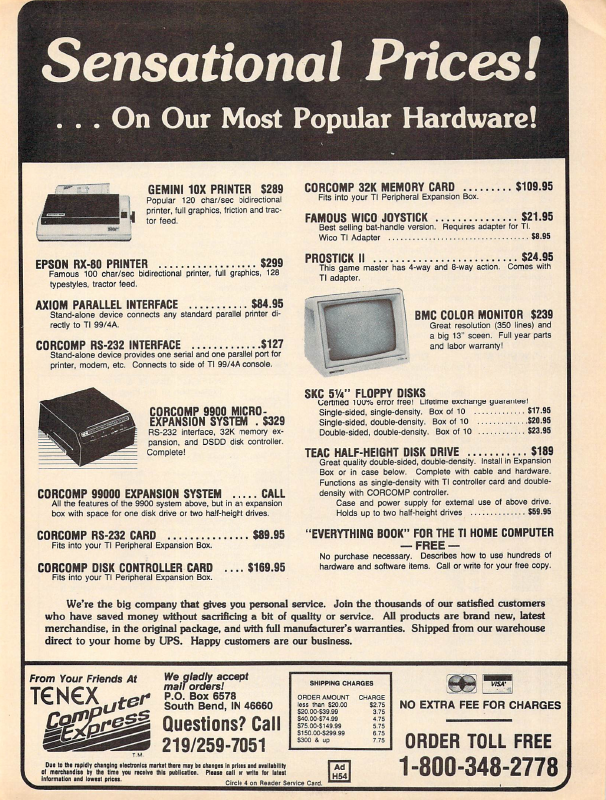 Sensational Prices!
. . . On Our Most Popular Hardware!
GEMINI 10X PRINTER $289
Popular 120 char/sec bidirectional
printer, full graphics, friction and trac-
tor feed.
EPSON RX-80 PRINTER . . . . . . . . . . . . . . . . . $299
Famous 100 char/sec bidirectional printer, full graphics, 128
typestyles, tractor feed.
AXIOM PARALLEL INTERFACE . . . . . . . . . . . $84.95
Stand-alone device connects any standard parallel printer di-
rectly to TI 99/4A.
CORCOMP RS-232 INTERFACE . . . . . . . . . . . . . $127
Stand-alone device provides one serial and one parallel port for
printer, modem, etc. Connects to side of TI 99/4A console.
CORCOMP 9900 MICRO-
EXPANSION SYSTEM . $329
RS-232 interface, 32K memory ex-
pansion, and DSDD disk controller.
Complete!
CORCOMP 99000 EXPANSION SYSTEM . . . . . CALL
All the features of the 9900 system above, but in an expansion
box with space for one disk drive or two half-height drives.
CORCOMP RS-232 CARD . . . . . . . . . . . . . . . $89.95
Fits into your TI Peripheral Expansion Box.
CORCOMP DISK CONTROLLER CARD . . . . $169.95
Fits into your TI Peripheral Expansion Box.
CORCOMP 32K MEMORY CARD . . . . . . . . . $109.95
Fits into your TI Peripheral Expansion Box.
FAMOUS WICO JOYSTICK . . . . . . . . . . . . . . . $21.95
Best selling bat-handle version. Requires adapter for TI.
Wico TI Adapter . . . . . . . . . . . . . . . . . . . . . . . . . . . . . . $8.95
PROSTICK II . . . . . . . . . . . . . . . . . . . . . . . . . . $24.95
This game master has 4-way and 8-way action. Comes with
TI adapter.
BMC COLOR MONITOR $239
Great resolution (350 lines) and
a big 13" sceen. Full year parts
and labor warranty!
SKC 5¼" FLOPPY DISKS
Certified 100% error free! Lifetime exchange guarantee!
Single-sided, single-density. Box of 10 . . . . . . . . . . . . . $17.95
Single-sided, double-density. Box of 10 . . . . . . . . . . . . . $20.95
Double-sided, double-density. Box of 10 . . . . . . . . . . . . $23.95
TEAC HALF-HEIGHT DISK DRIVE . . . . . . . . . . . $189
Great quality double-sided, double-density. Install in Expansion
Box or in case below. Complete with cable and hardware.
Functions as single-density with TI controller card and double-
density with CORCOMP controller.
Case and power supply for external use of above drive.
Holds up to two half-height drives . . . . . . . . . . . . . . $59.95
"EVERYTHING BOOK" FOR THE TI HOME COMPUTER
— FREE —
No purchase necessary. Describes how to use hundreds of
hardware and software items. Call or write for your free copy.
We're the big company that gives you personal service. Join the thousands of our satisfied customers
who have saved money without sacrificing a bit of quality or service. All products are brand new, latest
merchandise, in the original package, and with full manufacturer's warranties. Shipped from our warehouse
direct to your home by UPS. Happy customers are our business.
From Your Friends At
TENEX
Computer
Express
T.M.
We gladly accept
mail orders!
P.O. Box 6578
South Bend, IN 46660
Questions? Call
219/259-7051
SHIPPING CHARGES
ORDER AMOUNT CHARGE
less than $20.00 $2.75
$20.00-$39.99 3.75
$40.00-$74.99 4.75
$75.00-$149.99 5.75
$150.00-$299.99 6.75
$300 & up 7.75
VISA
NO EXTRA FEE FOR CHARGES
ORDER TOLL FREE
1-800-348-2778
Due to the rapidly changing electronics market there may be changes in prices and availability
of merchandise by the time you receive this publication. Please call or write for latest
information and lowest prices.
Ad
H54
Circle 4 on Reader Service Card.